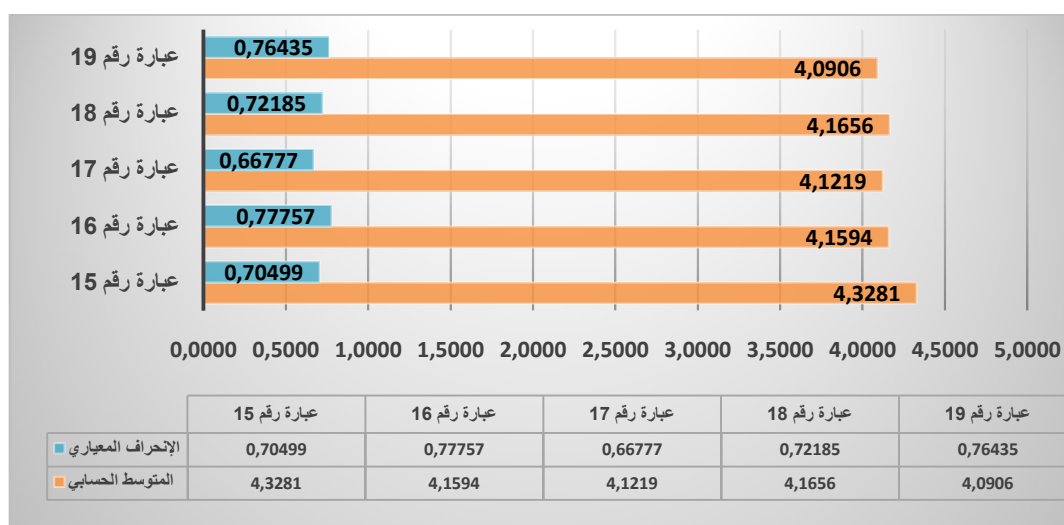 عبارة رقم 19
0,76435
4,0906
عبارة رقم 18
0,72185
4,1656
عبارة رقم 17
0,66777
4,1219
عبارة رقم 16
0,77757
4,1594
عبارة رقم 15
0,70499
4,3281
0,0000 0,5000 1,0000 1,5000 2,0000 2,5000 3,0000 3,5000 4,0000 4,5000 5,0000
عبارة رقم 15 عبارة رقم 16 عبارة رقم 17 عبارة رقم 18 عبارة رقم 19
الإنحراف المعياري 0,70499 0,77757 0,66777 0,72185 0,76435
المتوسط الحسابي 4,3281 4,1594 4,1219 4,1656 4,0906